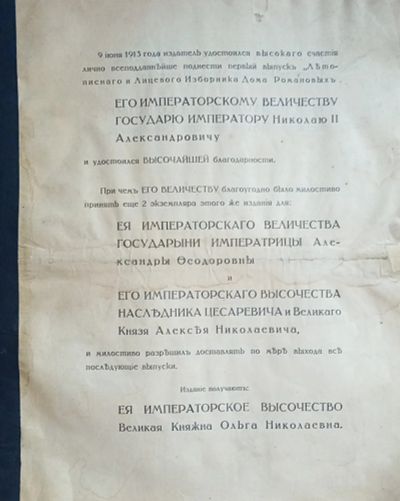 9 июня 1913 года издатель удостоился высокаго счастія
лично всеподданнѣйше поднести первый выпускъ „Лѣто-
писнаго и Лицевого Изборника Дома Романовыхъ.
ЕГО ИМПЕРАТОРСКОМУ ВЕЛИЧЕСТВУ
ГОСУДАРЮ ИМПЕРАТОРУ Николаю II
Александровичу
и удостоился ВЫСОЧАЙШЕЙ благодарности.
При чемъ ЕГО ВЕЛИЧЕСТВУ благоугодно было милостиво
принять еще 2 экземпляра этого же изданія для:
ЕЯ ИМПЕРАТОРСКАГО ВЕЛИЧЕСТВА
ГОСУДАРЫНИ ИМПЕРАТРИЦЫ Але-
ксандры Ѳеодоровны
и
ЕГО ИМПЕРАТОРСКАГО ВЫСОЧЕСТВА
НАСЛѢДНИКА ЦЕСАРЕВИЧА и Великаго
Князя Алексѣя Николаевича,
и милостиво разрѣшилъ доставлять по мѣрѣ выхода всѣ
послѣдующіе выпуски.
Изданіе получаютъ:
ЕЯ ИМПЕРАТОРСКОЕ ВЫСОЧЕСТВО
Великая Княжна Ольга Николаевна.